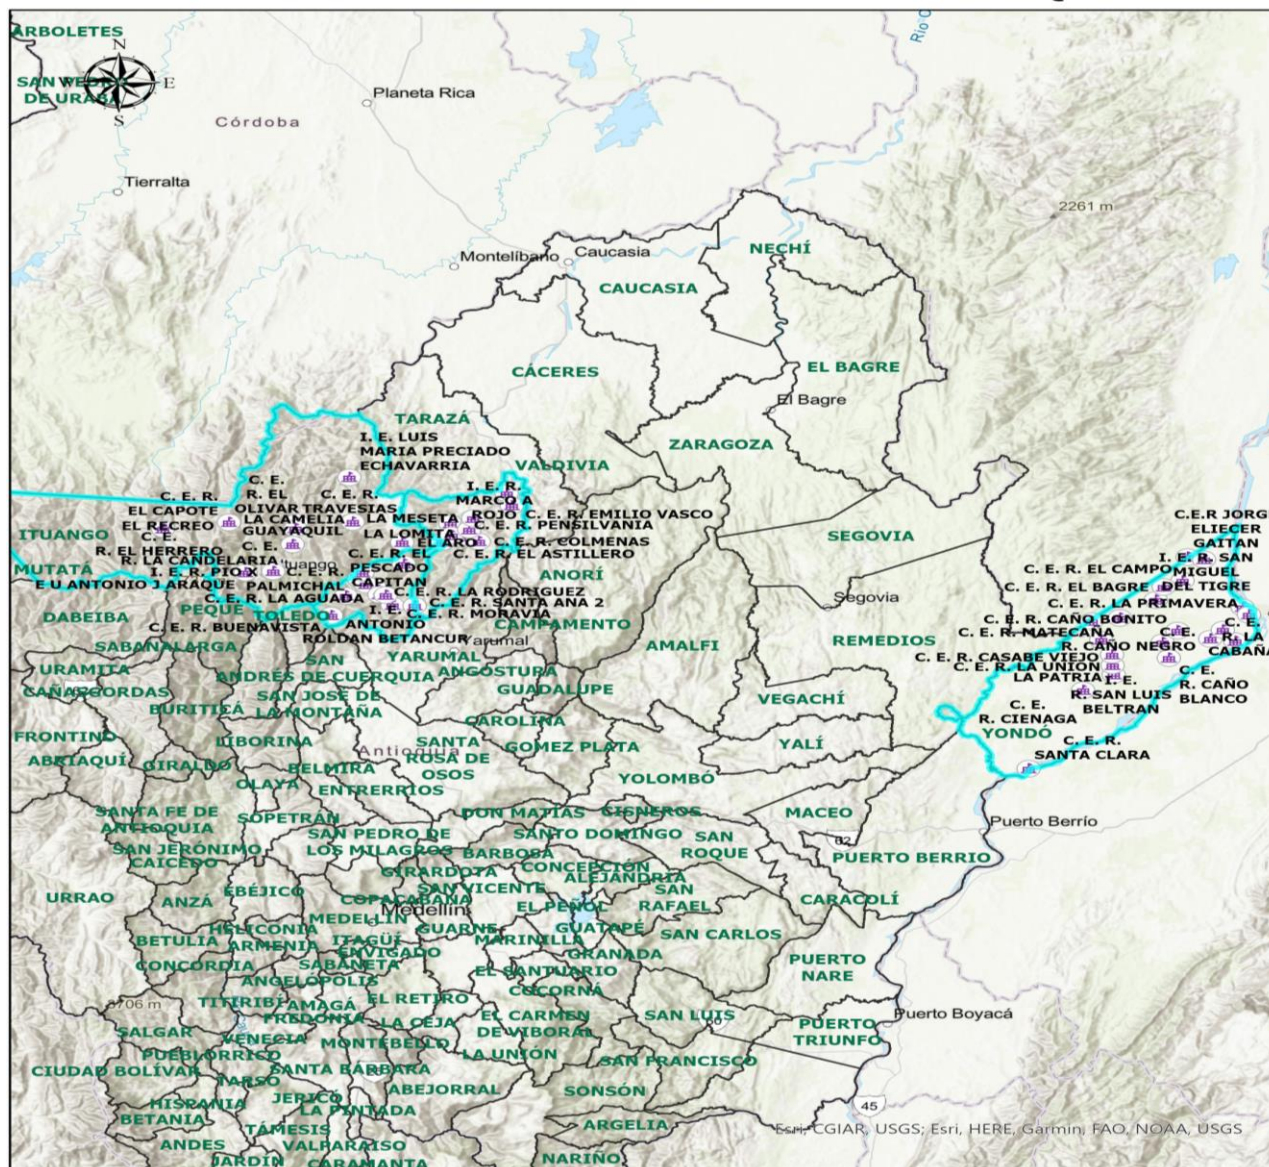 ARBOLETES
N
W
E
S
SAN PEDRO
DE URABÁ
Planeta Rica
Córdoba
Tierralta
2261 m
Montelíbano
Caucasia
NECHÍ
CAUCASIA
CÁCERES
EL BAGRE
El Bagre
TARAZÁ
ZARAGOZA
I. E. LUIS
MARIA PRECIADO
ECHAVARRIA
VALDIVIA
C. E.
R. EL
OLIVAR
C. E. R.
TRAVESIAS
C. E. R.
EL CAPOTE
EL RECREO
I. E. R.
MARCO A
ROJO
C. E. R. EMILIO VASCO
LA CAMELIA
GUAYAQUIL
LA MESETA
LA LOMITA
EL ARO
C. E. R. PENSILVANIA
C. E. R. COLMENAS
C. E. R. EL ASTILLERO
ITUANGO
C. E.
R. EL HERRERO
R. LA CANDELARIA
C. E.
MUTATÁ
I. E. R. PIO X
E U ANTONIO J ARAQUE
PALMICHAL
C. E. R.
C. E. R. EL
PESCADO
CAPITAN
C. E. R. LA AGUADA
C. E. R. LA RODRIGUEZ
C. E. R. SANTA ANA 2
C. E. R. MORAVIA
I. E.
ANTONIO
ROLDAN BETANCUR
C. E. R. BUENAVISTA
ANORÍ
SEGOVIA
Segovia
REMEDIOS
C.E.R JORGE
ELIECER
GAITAN
I. E. R. SAN
MIGUEL
DEL TIGRE
C. E. R. EL CAMPO
C. E. R. EL BAGRE
C. E. R. LA PRIMAVERA
C. E. R. CAÑO BONITO
C. E. R. MATECAÑA
C. E.
R. CAÑO NEGRO
C. E.
R. LA
CABAÑA
C. E. R. CASABE VIEJO
C. E. R. LA UNION
LA PATRIA
I. E.
R. SAN LUIS
BELTRAN
C. E.
R. CAÑO
BLANCO
C. E.
R. CIENAGA
YONDÓ
C. E. R.
SANTA CLARA
DABEIBA
PEQUE
TOLEDO
CAMPAMENTO
SABANALARGA
AMALFI
URAMITA
SAN
ANDRÉS DE CUERQUIA
YARUMAL
Yarumal
ANGOSTURA
CAÑASGORDAS
SAN JOSÉ DE
LA MONTAÑA
GUADALUPE
VEGACHÍ
BURITICÁ
CAROLINA
FRONTINO
LIBORINA
Antioquia
SANTA
ROSA DE
OSOS
GOMEZ PLATA
YALÍ
ABRIAQUÍ
GIRALDO
BELMIRA
YOLOMBÓ
OLAYA
ENTRERRIOS
SANTA FE DE
ANTIOQUIA
SOPETRÁN
DON MATÍAS
CISNEROS
MACEO
Puerto Berrío
SAN PEDRO DE
LOS MILAGROS
SANTO DOMINGO
SAN
ROQUE
62
SAN JERÓNIMO
CAICEDO
BARBOSA
PUERTO BERRIO
GIRARDOTA
CONCEPCIÓN
ALEJANDRÍA
URRAO
ANZÁ
EBÉJICO
SAN VICENTE
COPACABANA
SAN
RAFAEL
CARACOLÍ
EL PEÑOL
MEDELLÍN
Medellín
HELICONIA
GUARNE
GUATAPÉ
SAN CARLOS
BETULIA
ARMENIA
ITAGÜÍ
MARINILLA
ENVIGADO
GRANADA
CONCORDIA
SABANETA
EL SANTUARIO
PUERTO
NARE
ANGELÓPOLIS
COCORNÁ
3706 m
TITIRIBÍ
AMAGÁ
EL RETIRO
FREDONIA
LA CEJA
EL CARMEN
DE VIBORAL
SAN LUIS
60
Puerto Boyacá
SALGAR
VENECIA
MONTEBELLO
PUERTO
TRIUNFO
PUEBLORRICO
LA UNIÓN
SAN FRANCISCO
CIUDAD BOLÍVAR
SANTA BÁRBARA
TARSO
ABEJORRAL
SONSÓN
JERICÓ
HISPANIA
LA PINTADA
45
BETANIA
TÁMESIS
ARGELIA
Esri, CGIAR, USGS; Esri, HERE, Garmin, FAO, NOAA, USGS
ANDES
VALPARAISO
JARDÍN
CARAMANTA
NARIÑO